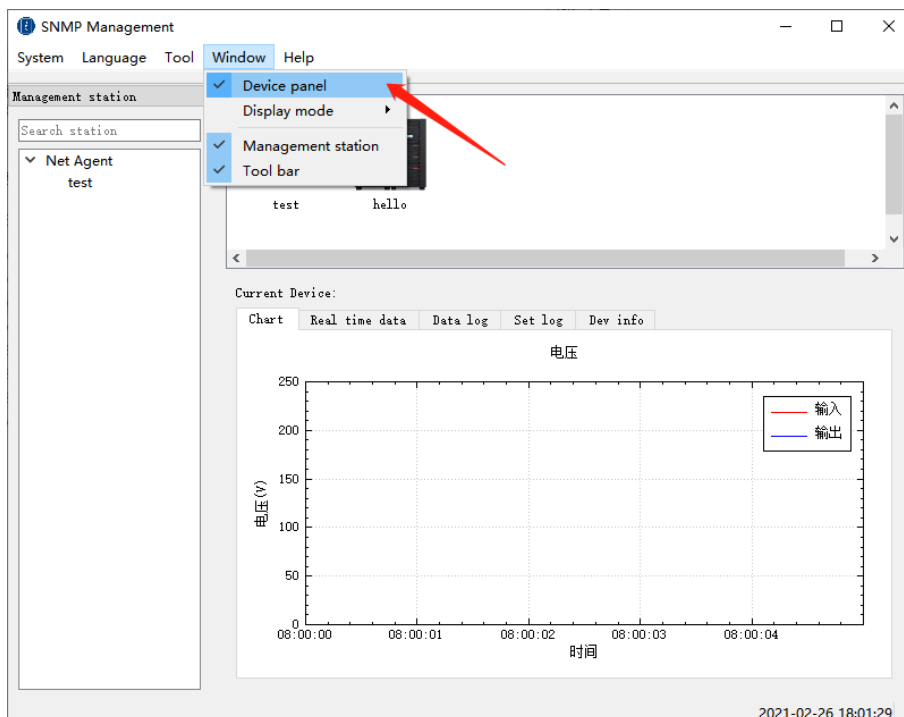 SNMP Management
System Language Tool Window Help
Device panel
Display mode
Management station
Tool bar
Management station
Search station
Net Agent
test
test hello
Current Device:
Chart Real time data Data log Set log Dev info
电压
250
200
150
100
50
0
电压(V)
输入
输出
08:00:00 08:00:01 08:00:02 08:00:03 08:00:04
时间
2021-02-26 18:01:29